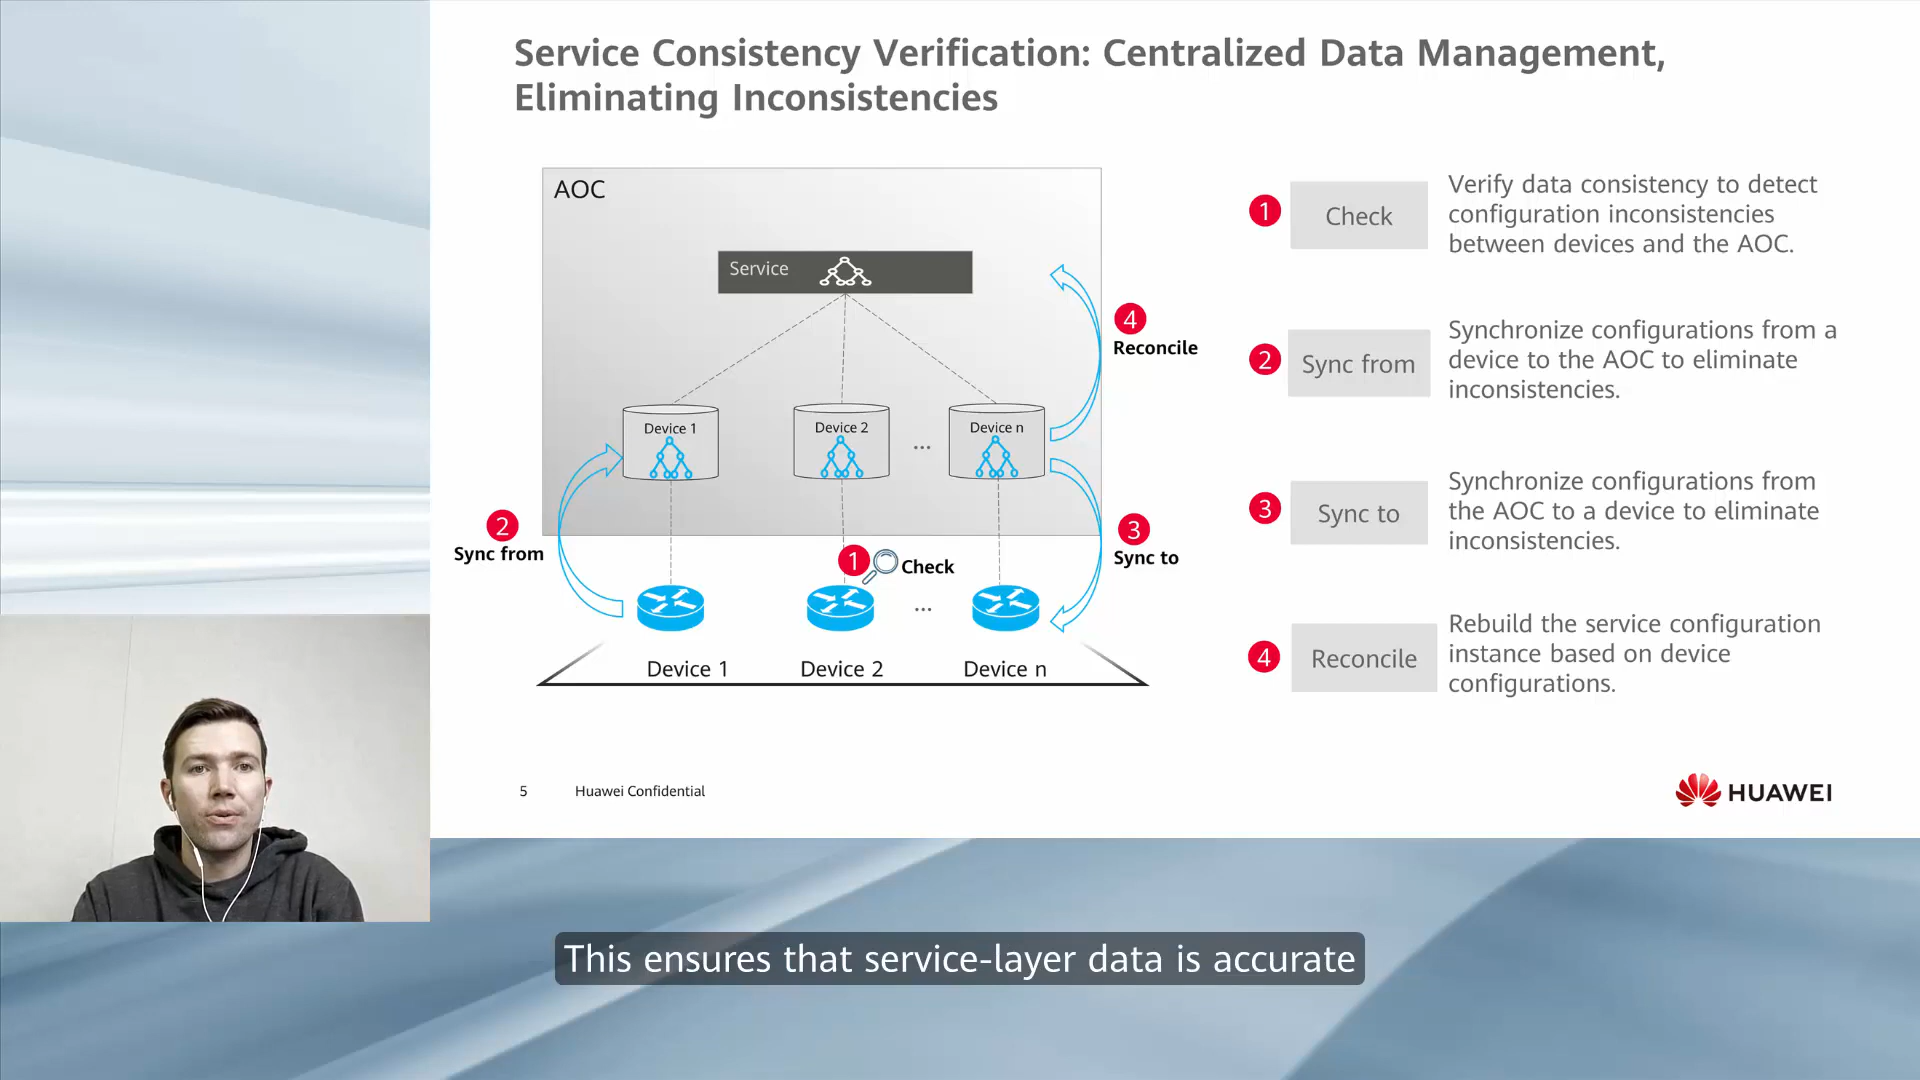 Service Consistency Verification: Centralized Data Management,
Eliminating Inconsistencies
AOC
Service
4
Reconcile
Device 1
Device 2
...
Device n
2
Sync from
1
Check
3
Sync to
...
Device 1
Device 2
Device n
1
Check
Verify data consistency to detect
configuration inconsistencies
between devices and the AOC.
2
Sync from
Synchronize configurations from a
device to the AOC to eliminate
inconsistencies.
3
Sync to
Synchronize configurations from
the AOC to a device to eliminate
inconsistencies.
4
Reconcile
Rebuild the service configuration
instance based on device
configurations.
5
Huawei Confidential
HUAWEI
This ensures that service-layer data is accurate